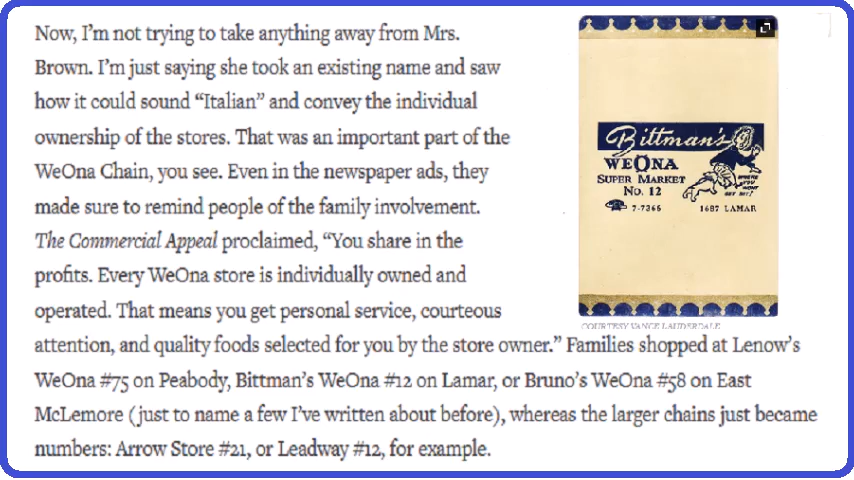 Now, I’m not trying to take anything away from Mrs.
Brown. I’m just saying she took an existing name and saw
how it could sound “Italian” and convey the individual
ownership of the stores. That was an important part of the
WeOna Chain, you see. Even in the newspaper ads, they
made sure to remind people of the family involvement.
The Commercial Appeal proclaimed, “You share in the
profits. Every WeOna store is individually owned and
operated. That means you get personal service, courteous
attention, and quality foods selected for you by the store owner.” Families shopped at Lenow’s
WeOna #75 on Peabody, Bittman’s WeOna #12 on Lamar, or Bruno’s WeOna #58 on East
McLemore (just to name a few I’ve written about before), whereas the larger chains just became
numbers: Arrow Store #21, or Leadway #12, for example.
Bittman's
WEONA
SUPER MARKET
No. 12
WHERE
YOU
WONT
GET BIT!
7-7365
1687 LAMAR
COURTESY VANCE LAUDERDALE